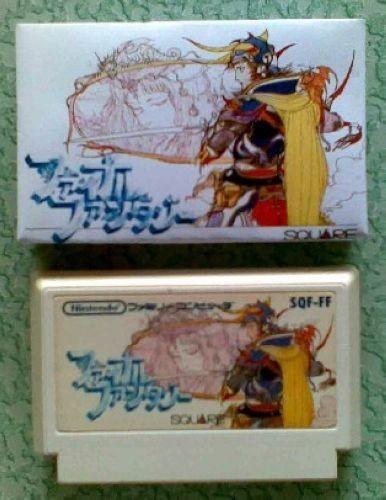 ファイナル
ファンタジー
SQUARE
Nintendo ファミリーコンピュータ SQF-FF
ファイナル
ファンタジー
SQUARE